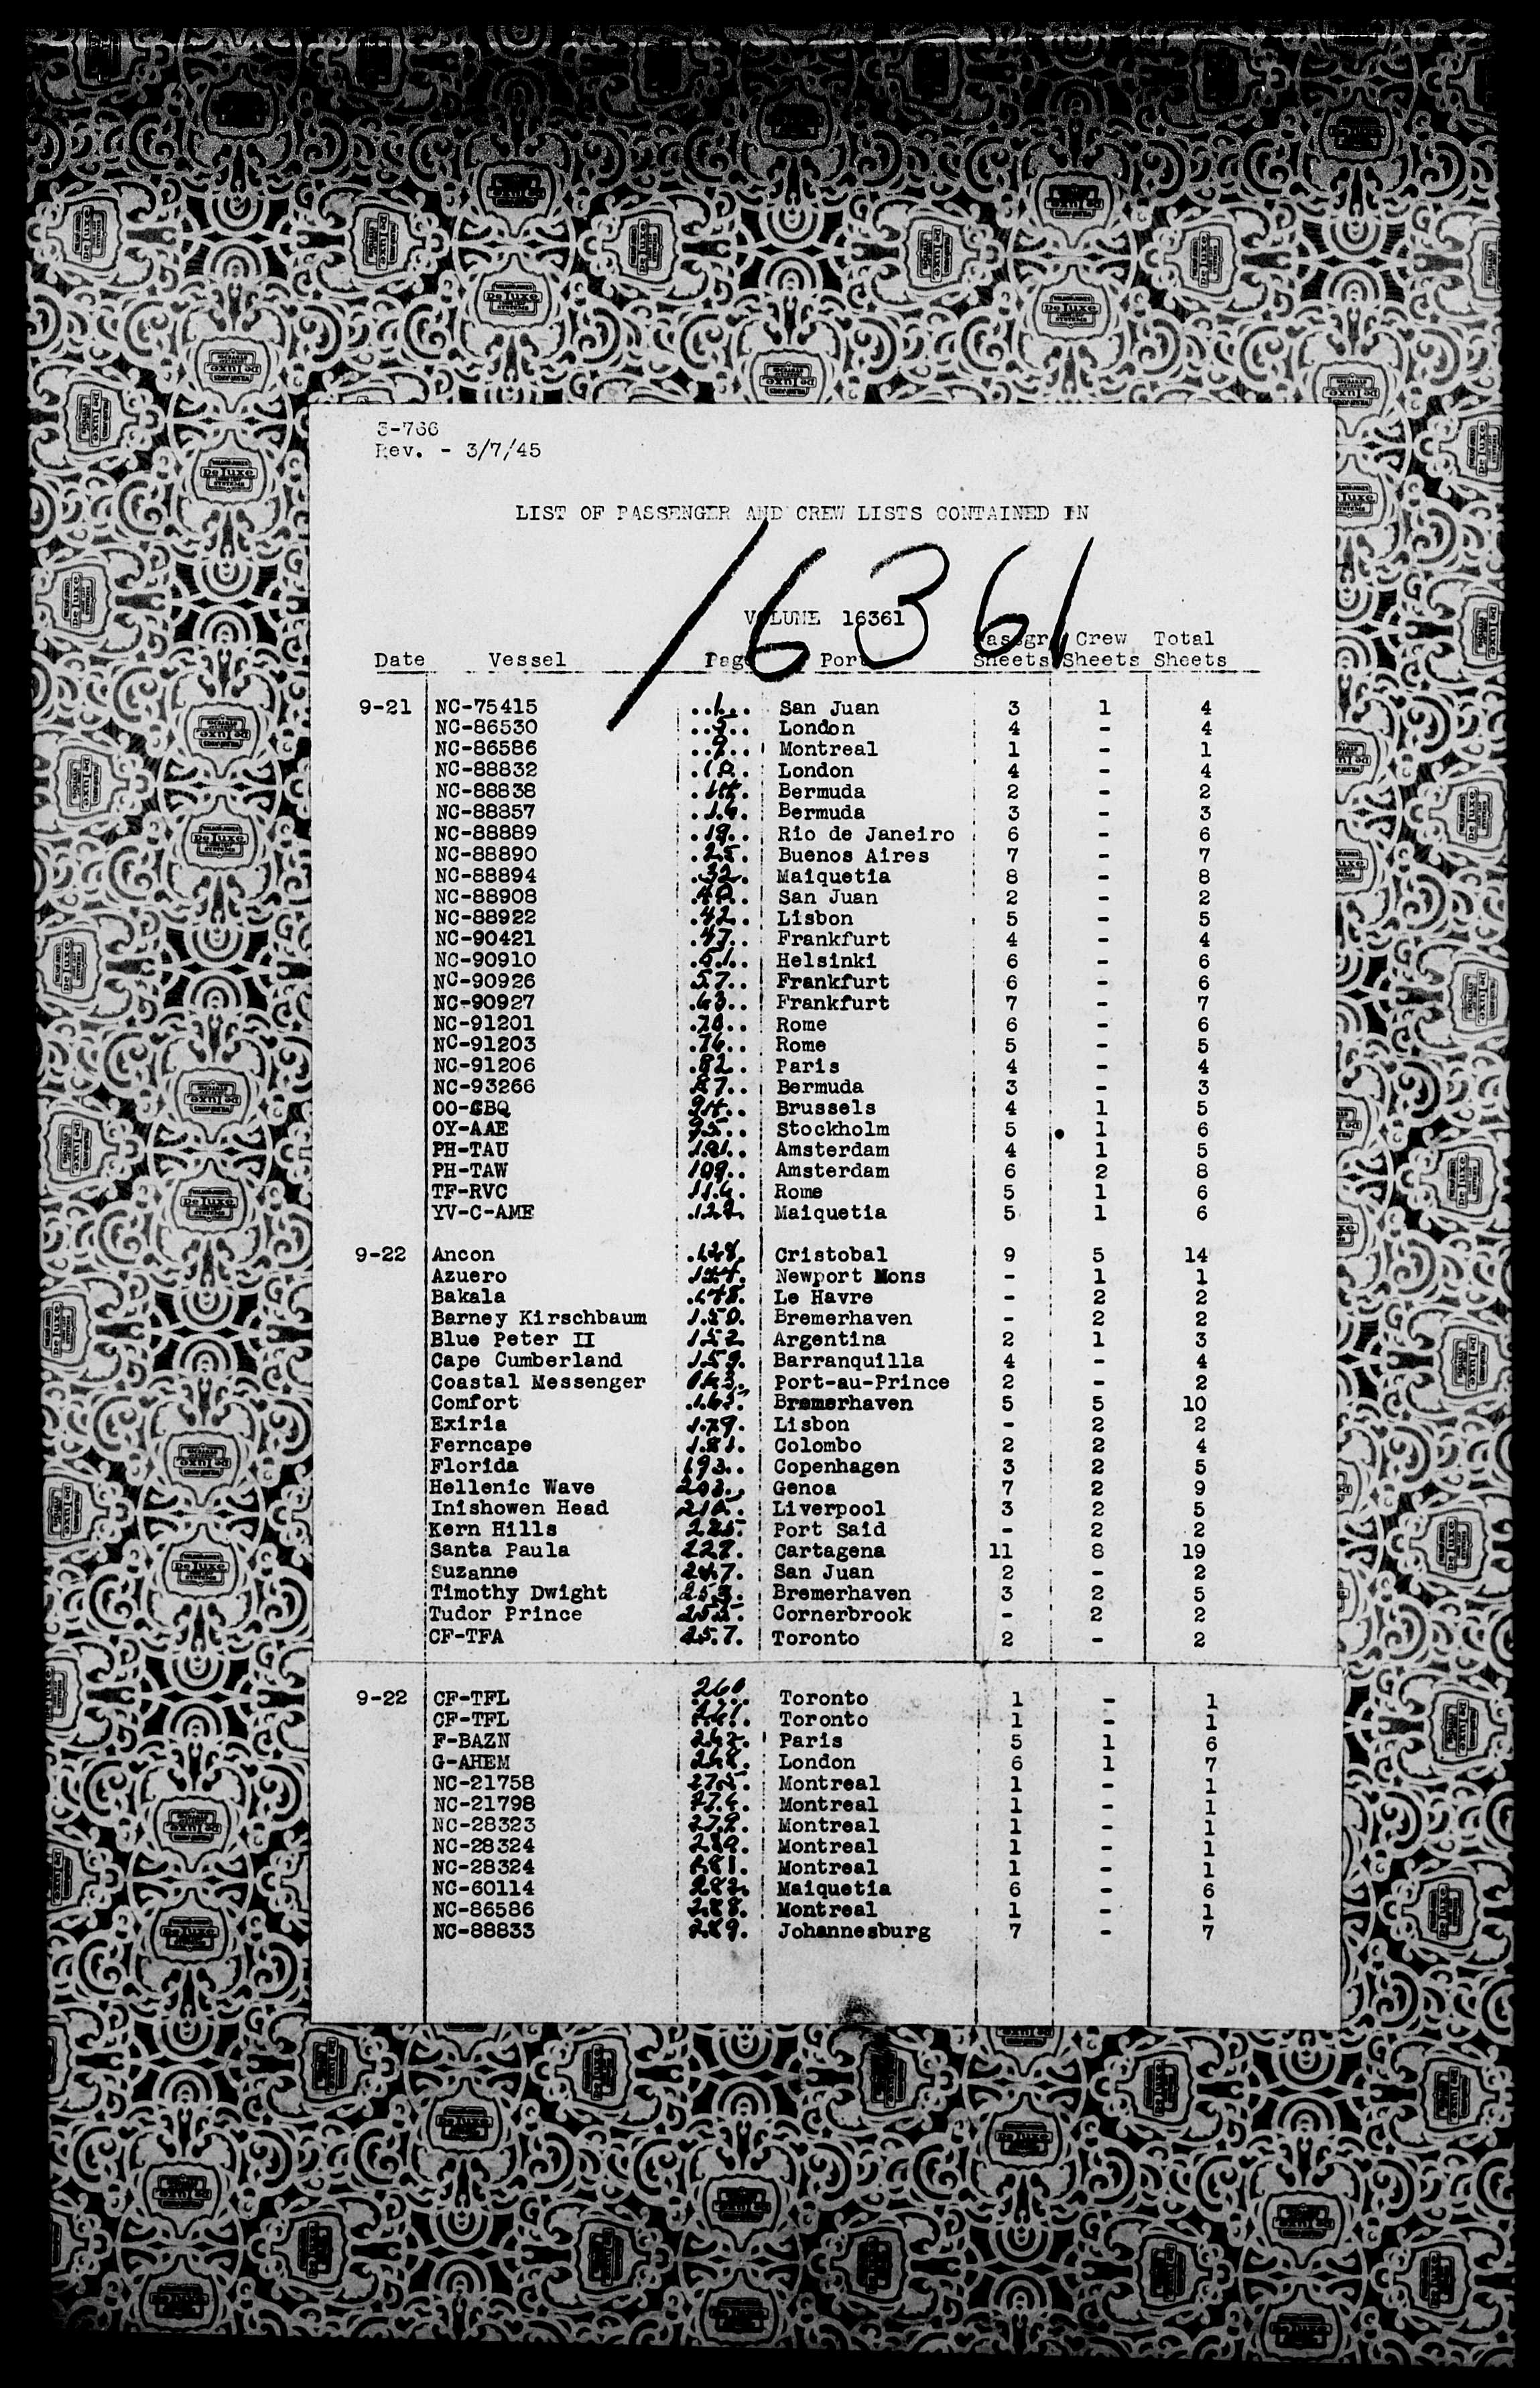 3-766
Rev. - 3/7/45
LIST OF PASSENGER AND CREW LISTS CONTAINED IN
16361
VOLUME 16361
Passgr Crew Total
Date Vessel Page Port Sheets Sheets Sheets
9-21 NC-75415 1 San Juan 3 1 4
NC-86530 5 London 4 - 4
NC-86586 9 Montreal 1 - 1
NC-88832 10 London 4 - 4
NC-88838 14 Bermuda 2 - 2
NC-88857 16 Bermuda 3 - 3
NC-88889 19 Rio de Janeiro 6 - 6
NC-88890 25 Buenos Aires 7 - 7
NC-88894 32 Maiquetia 8 - 8
NC-88908 40 San Juan 2 - 2
NC-88922 42 Lisbon 5 - 5
NC-90421 47 Frankfurt 4 - 4
NC-90910 51 Helsinki 6 - 6
NC-90926 57 Frankfurt 6 - 6
NC-90927 63 Frankfurt 7 - 7
NC-91201 70 Rome 6 - 6
NC-91203 76 Rome 5 - 5
NC-91206 82 Paris 4 - 4
NC-93266 87 Bermuda 3 - 3
OO-CBQ Brussels 4 1 5
OY-AAE 95 Stockholm 5 1 6
PH-TAU 101 Amsterdam 4 1 5
PH-TAW 109 Amsterdam 6 2 8
TF-RVC 116 Rome 5 1 6
YV-C-AME 122 Maiquetia 5 1 6
9-22 Ancon 128 Cristobal 9 5 14
Azuero Newport Mons - 1 1
Bakala 148 Le Havre - 2 2
Barney Kirschbaum 150 Bremerhaven - 2 2
Blue Peter II 152 Argentina 2 1 3
Cape Cumberland 159 Barranquilla 4 - 4
Coastal Messenger 163 Port-au-Prince 2 - 2
Comfort 165 Bremerhaven 5 5 10
Exiria 179 Lisbon - 2 2
Ferncape 181 Colombo 2 2 4
Florida 193 Copenhagen 3 2 5
Hellenic Wave 203 Genoa 7 2 9
Inishowen Head Liverpool 3 2 5
Kern Hills Port Said - 2 2
Santa Paula Cartagena 11 8 19
Suzanne 247 San Juan 2 - 2
Timothy Dwight Bremerhaven 3 2 5
Tudor Prince 255 Cornerbrook - 2 2
CF-TFA 257 Toronto 2 - 2
9-22 CF-TFL 260 Toronto 1 - 1
CF-TFL Toronto 1 - 1
F-BAZN 262 Paris 5 1 6
G-AHEM 268 London 6 1 7
NC-21758 275 Montreal 1 - 1
NC-21798 276 Montreal 1 - 1
NC-28323 Montreal 1 - 1
NC-28324 280 Montreal 1 - 1
NC-28324 281 Montreal 1 - 1
NC-60114 282 Maiquetia 6 - 6
NC-86586 288 Montreal 1 - 1
NC-88833 289 Johannesburg 7 - 7